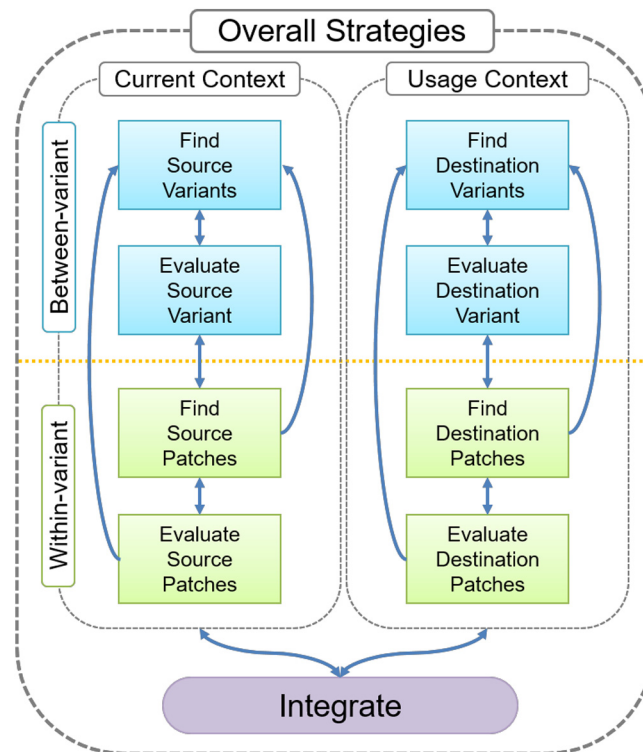 Overall Strategies
Current Context
Usage Context
Between-variant
Find
Source
Variants
Evaluate
Source
Variant
Find
Destination
Variants
Evaluate
Destination
Variant
Within-variant
Find
Source
Patches
Evaluate
Source
Patches
Find
Destination
Patches
Evaluate
Destination
Patches
Integrate